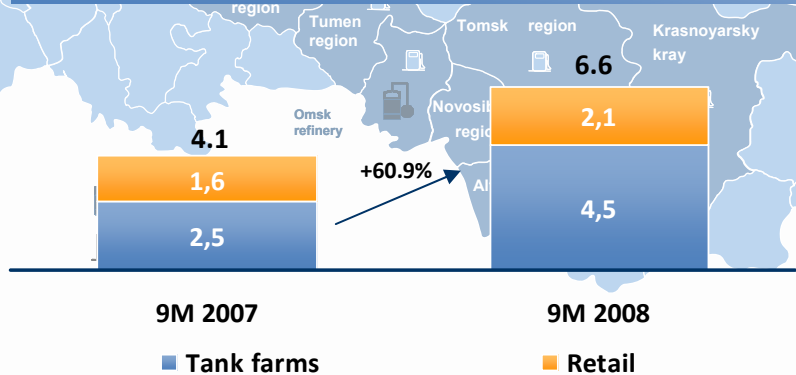 region
Tumen
region
Tomsk region
Krasnoyarsky
kray
6.6
Omsk
refinery
2,1
4.1
+60.9%
1,6
4,5
2,5
9M 2007
9M 2008
Tank farms
Retail